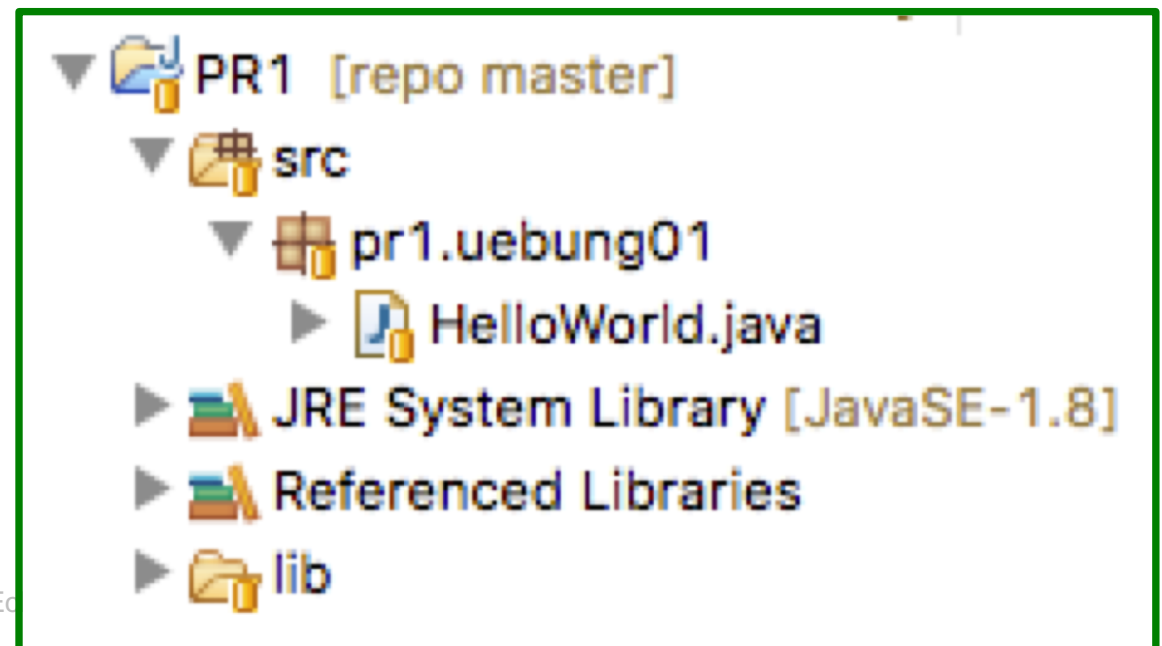 PR1 [repo master]
src
pr1.uebung01
HelloWorld.java
JRE System Library [JavaSE-1.8]
Referenced Libraries
lib